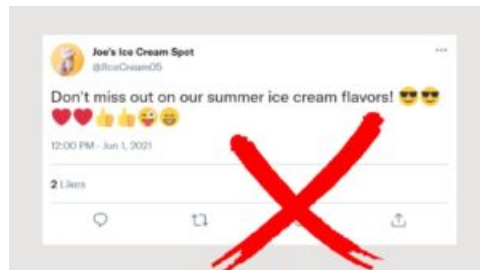 Joe's Ice Cream Spot
@IceCream05
Don't miss out on our summer ice cream flavors! 😎😎
❤️❤️👍👍😜😁
12:00 PM - Jun 1, 2021
2 Likes